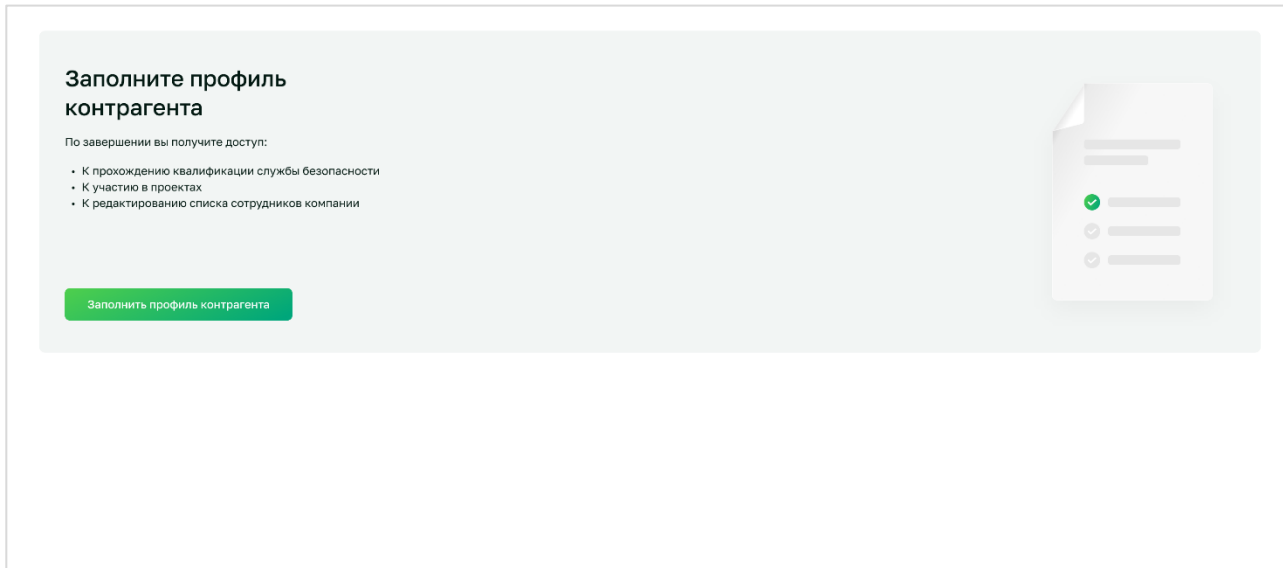 Заполните профиль
контрагента
По завершении вы получите доступ:
• К прохождению квалификации службы безопасности
• К участию в проектах
• К редактированию списка сотрудников компании
Заполнить профиль контрагента